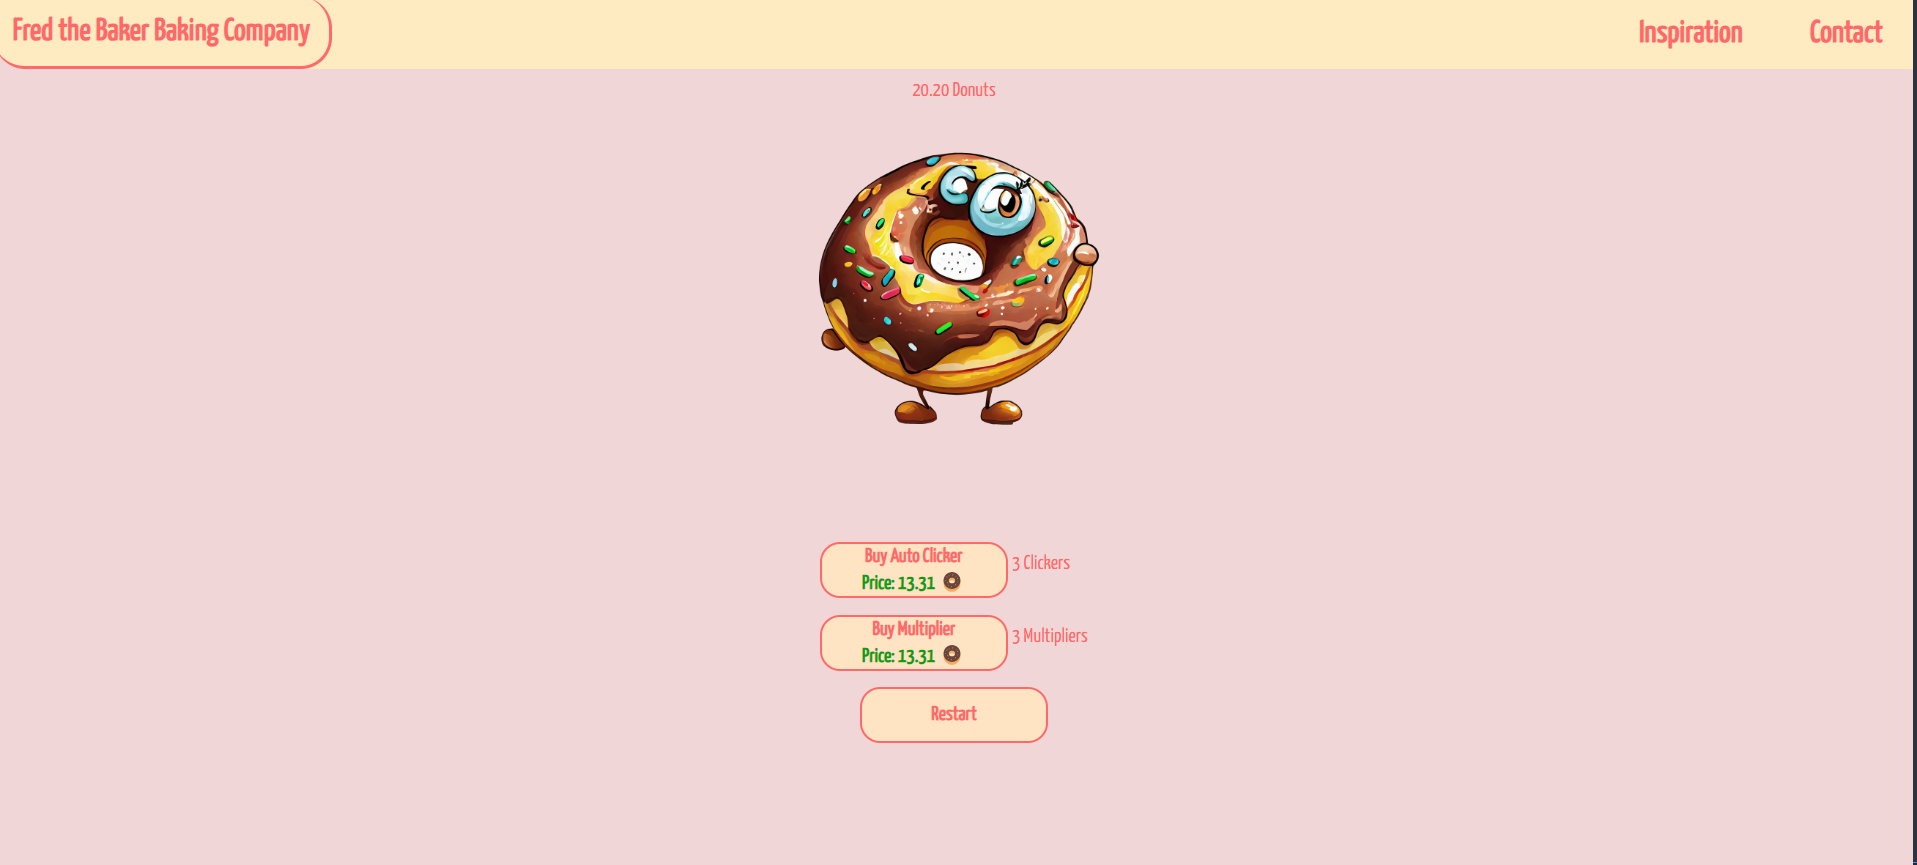 Fred the Baker Baking Company
Inspiration
Contact
20.20 Donuts
Buy Auto Clicker
Price: 13.31
3 Clickers
Buy Multiplier
Price: 13.31
3 Multipliers
Restart